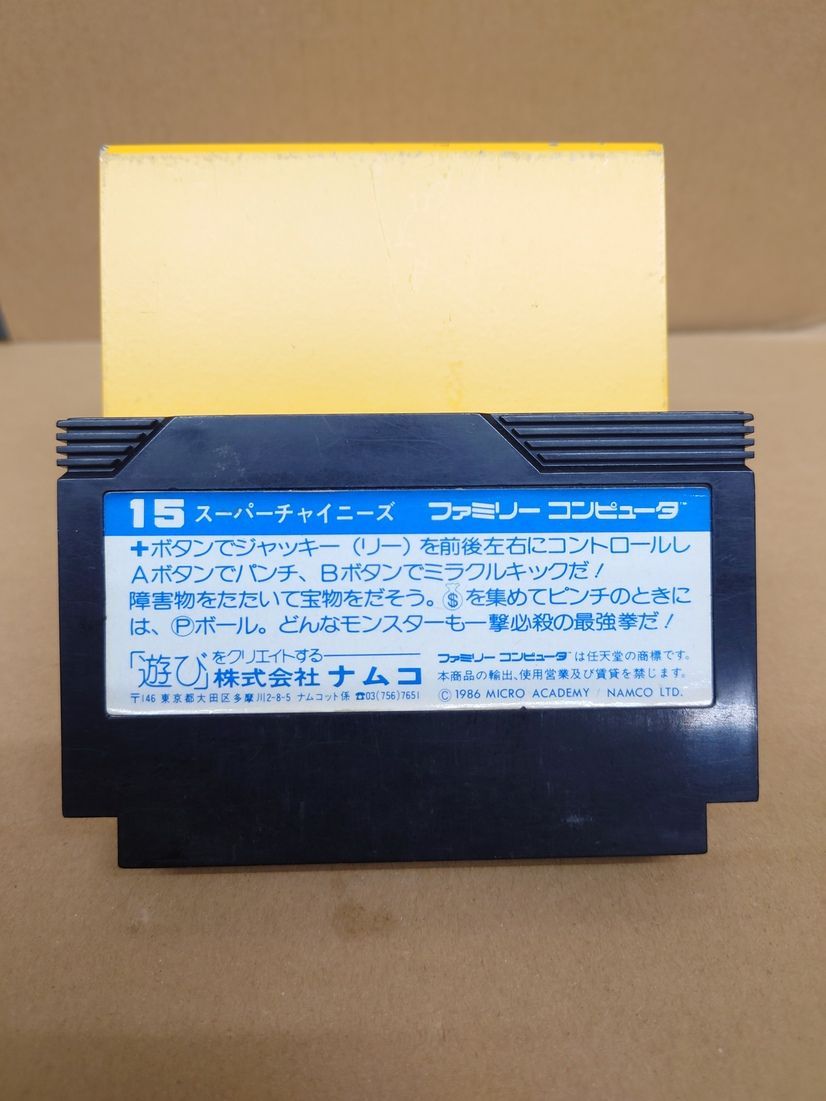 15 スーパーチャイニーズ ファミリー コンピュータ™
+ボタンでジャッキー(リー)を前後左右にコントロールし
Aボタンでパンチ、Bボタンでミラクルキックだ!
障害物をたたいて宝物をだそう。$を集めてピンチのときに
は、Ⓟボール。どんなモンスターも一撃必殺の最強拳だ!
「遊び」をクリエイトする
株式会社 ナムコ
〒146 東京都大田区多摩川2-8-5 ナムコット係 ☎03(756)7651
ファミリー コンピュータは任天堂の商標です。
本商品の輸出、使用営業及び賃貸を禁じます。
© 1986 MICRO ACADEMY / NAMCO LTD.